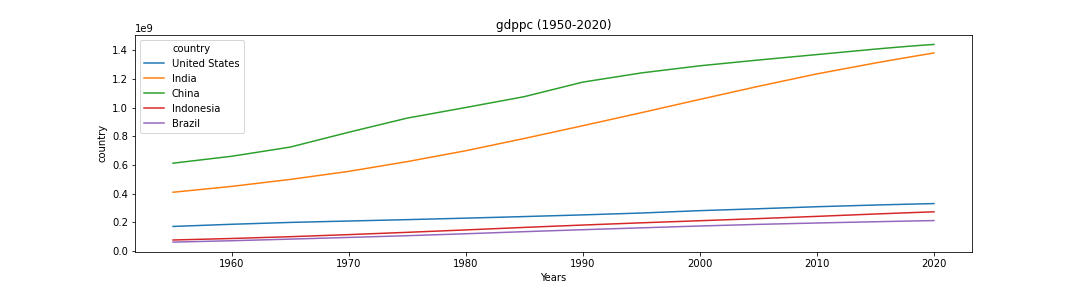 gdppc (1950-2020)
1e9
1.4
1.2
1.0
0.8
0.6
0.4
0.2
0.0
country
country
United States
India
China
Indonesia
Brazil
1960 1970 1980 1990 2000 2010 2020
Years